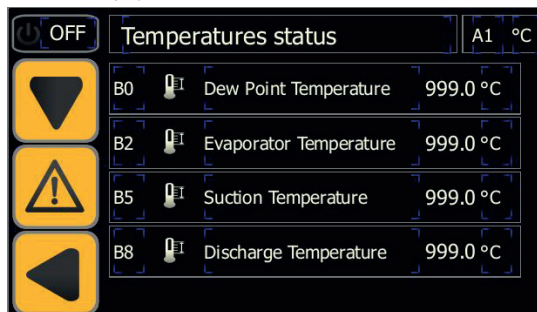 OFF Temperatures status A1 °C
B0 Dew Point Temperature 999.0 °C
B2 Evaporator Temperature 999.0 °C
B5 Suction Temperature 999.0 °C
B8 Discharge Temperature 999.0 °C